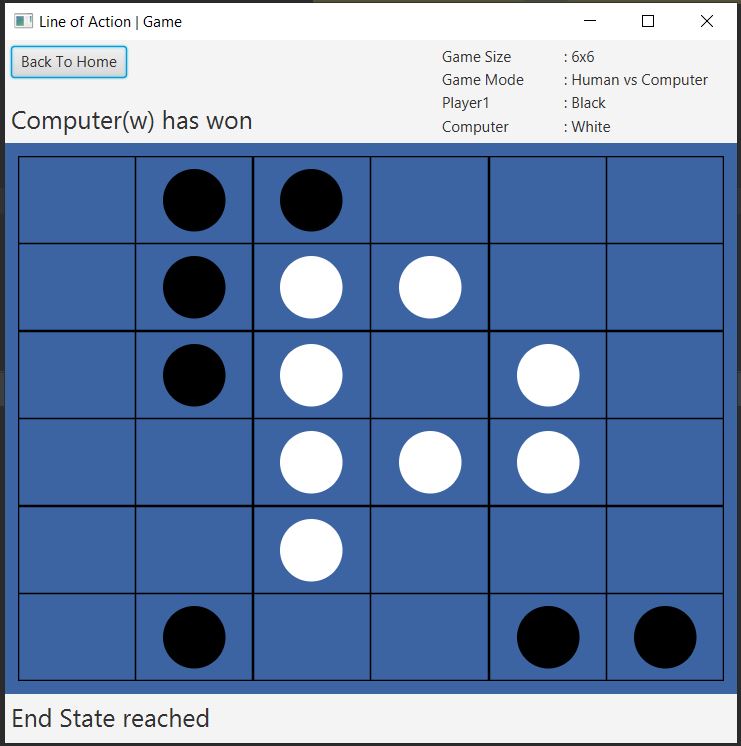 Line of Action | Game
Back To Home
Game Size : 6x6
Game Mode : Human vs Computer
Player1 : Black
Computer : White
Computer(w) has won
End State reached